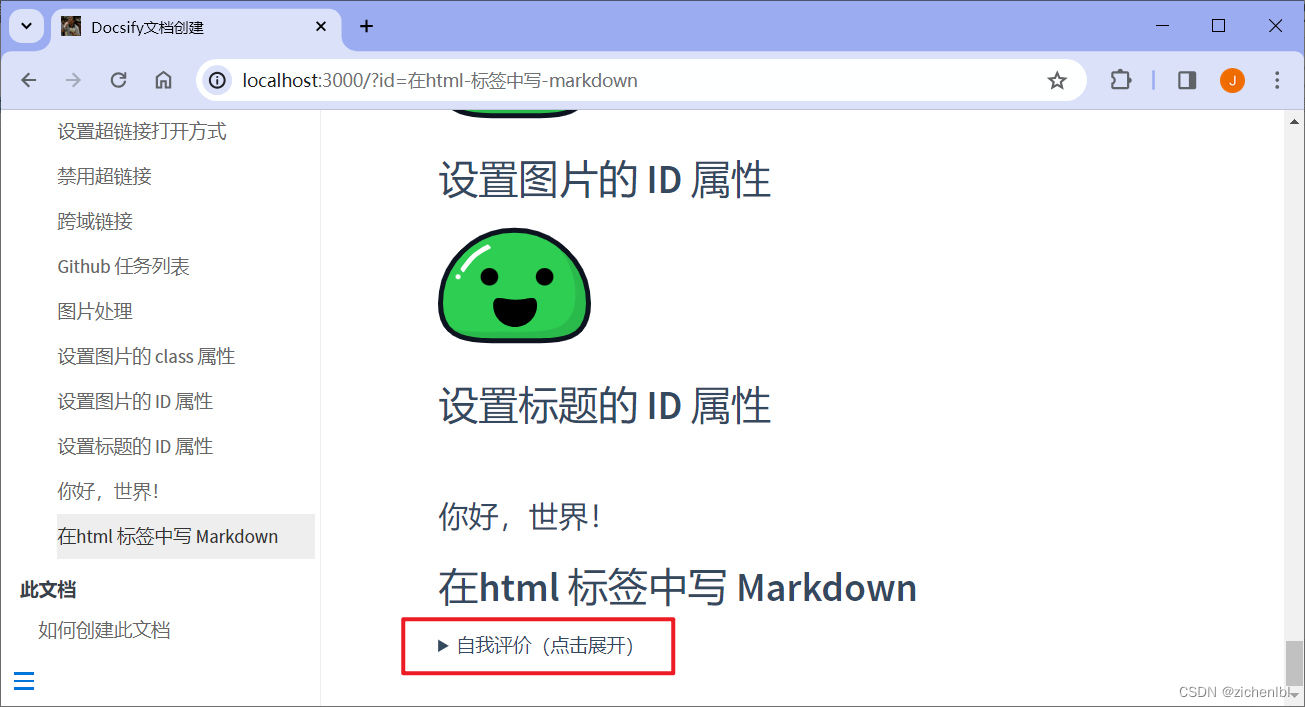 Docsify文档创建
localhost:3000/?id=在html-标签中写-markdown
J
设置超链接打开方式
禁用超链接
跨域链接
Github 任务列表
图片处理
设置图片的 class 属性
设置图片的 ID 属性
设置标题的 ID 属性
你好，世界！
在html 标签中写 Markdown
此文档
如何创建此文档
设置图片的 ID 属性
设置标题的 ID 属性
你好，世界！
在html 标签中写 Markdown
自我评价（点击展开）
CSDN @zichenlbl